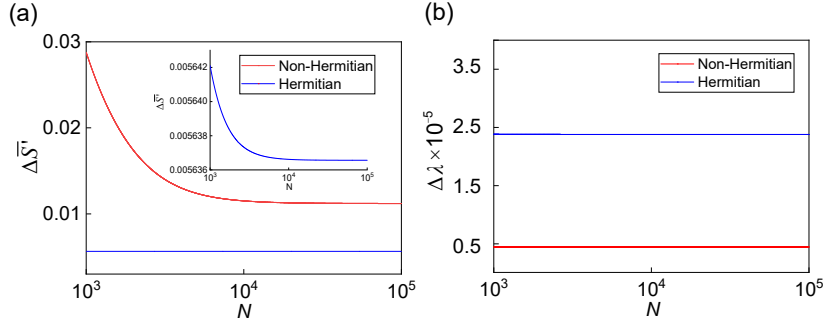 (a)
0.03
0.02
0.01
ΔS̅'
10³
10⁴
10⁵
N
Non-Hermitian
Hermitian
0.005642
0.005640
0.005638
0.005636
ΔS̅'
10³
10⁴
10⁵
N
(b)
3.5
2.5
1.5
0.5
Δλ×10⁻⁵
10³
10⁴
10⁵
N
Non-Hermitian
Hermitian